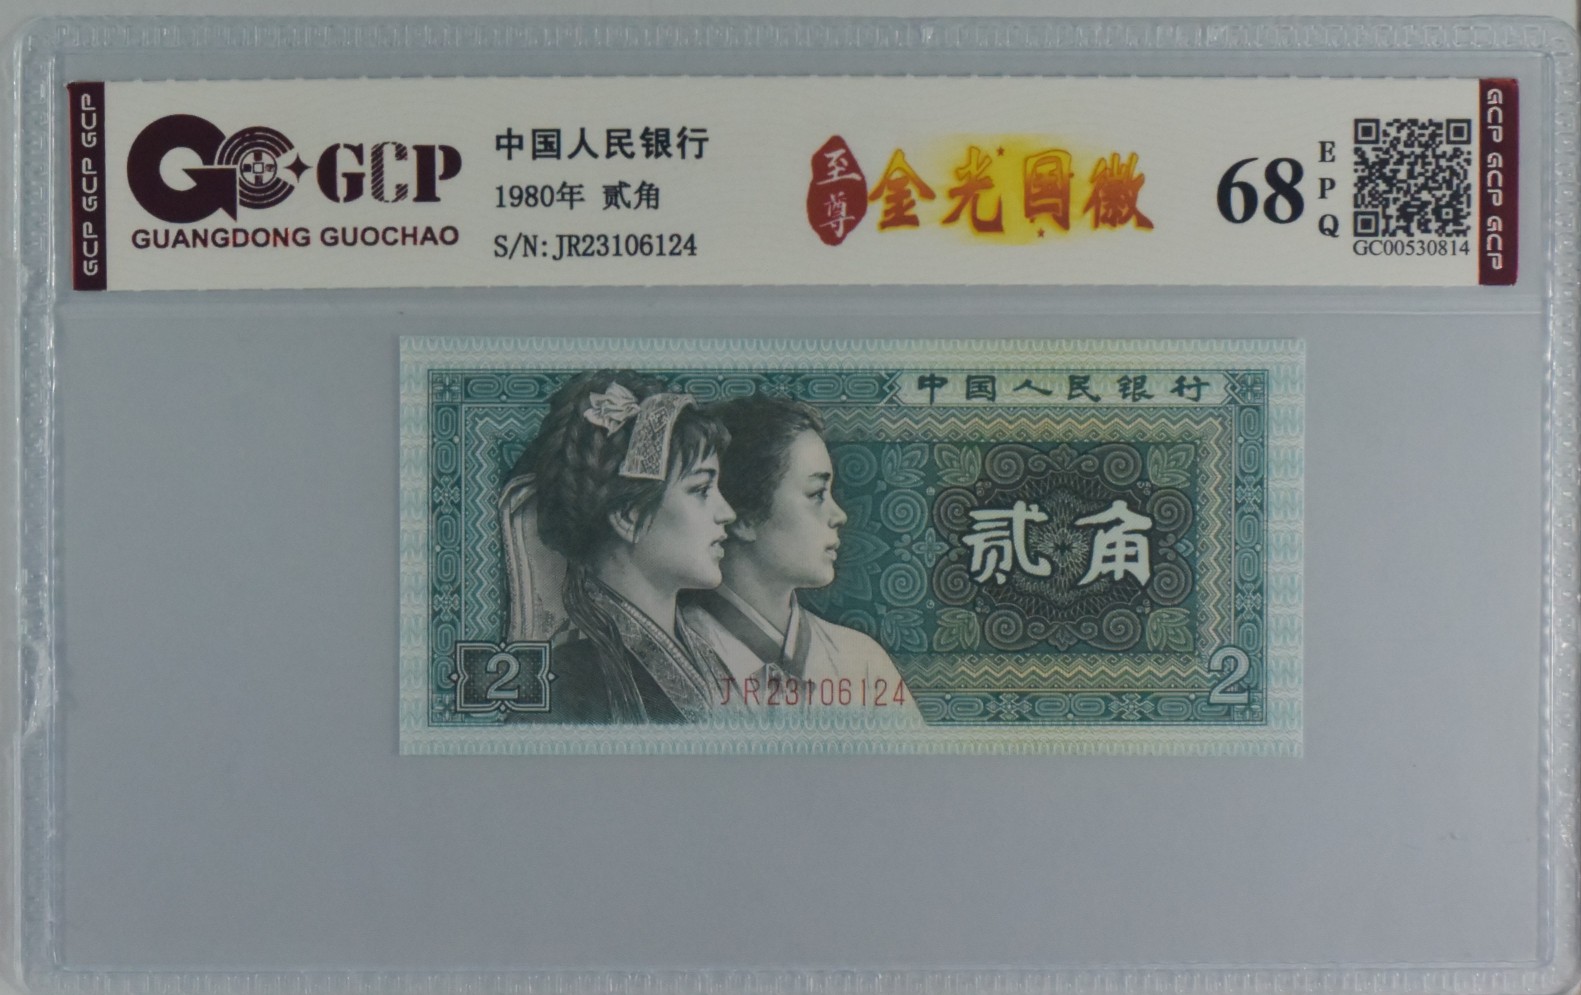 GCP GCP GCP
GCP
GUANGDONG GUOCHAO
中国人民银行
1980年 贰角
S/N: JR23106124
至尊
金光国徽
68
EPQ
GC00530814
GCP GCP GCP
中国人民银行
贰角
2
JR23106124
2